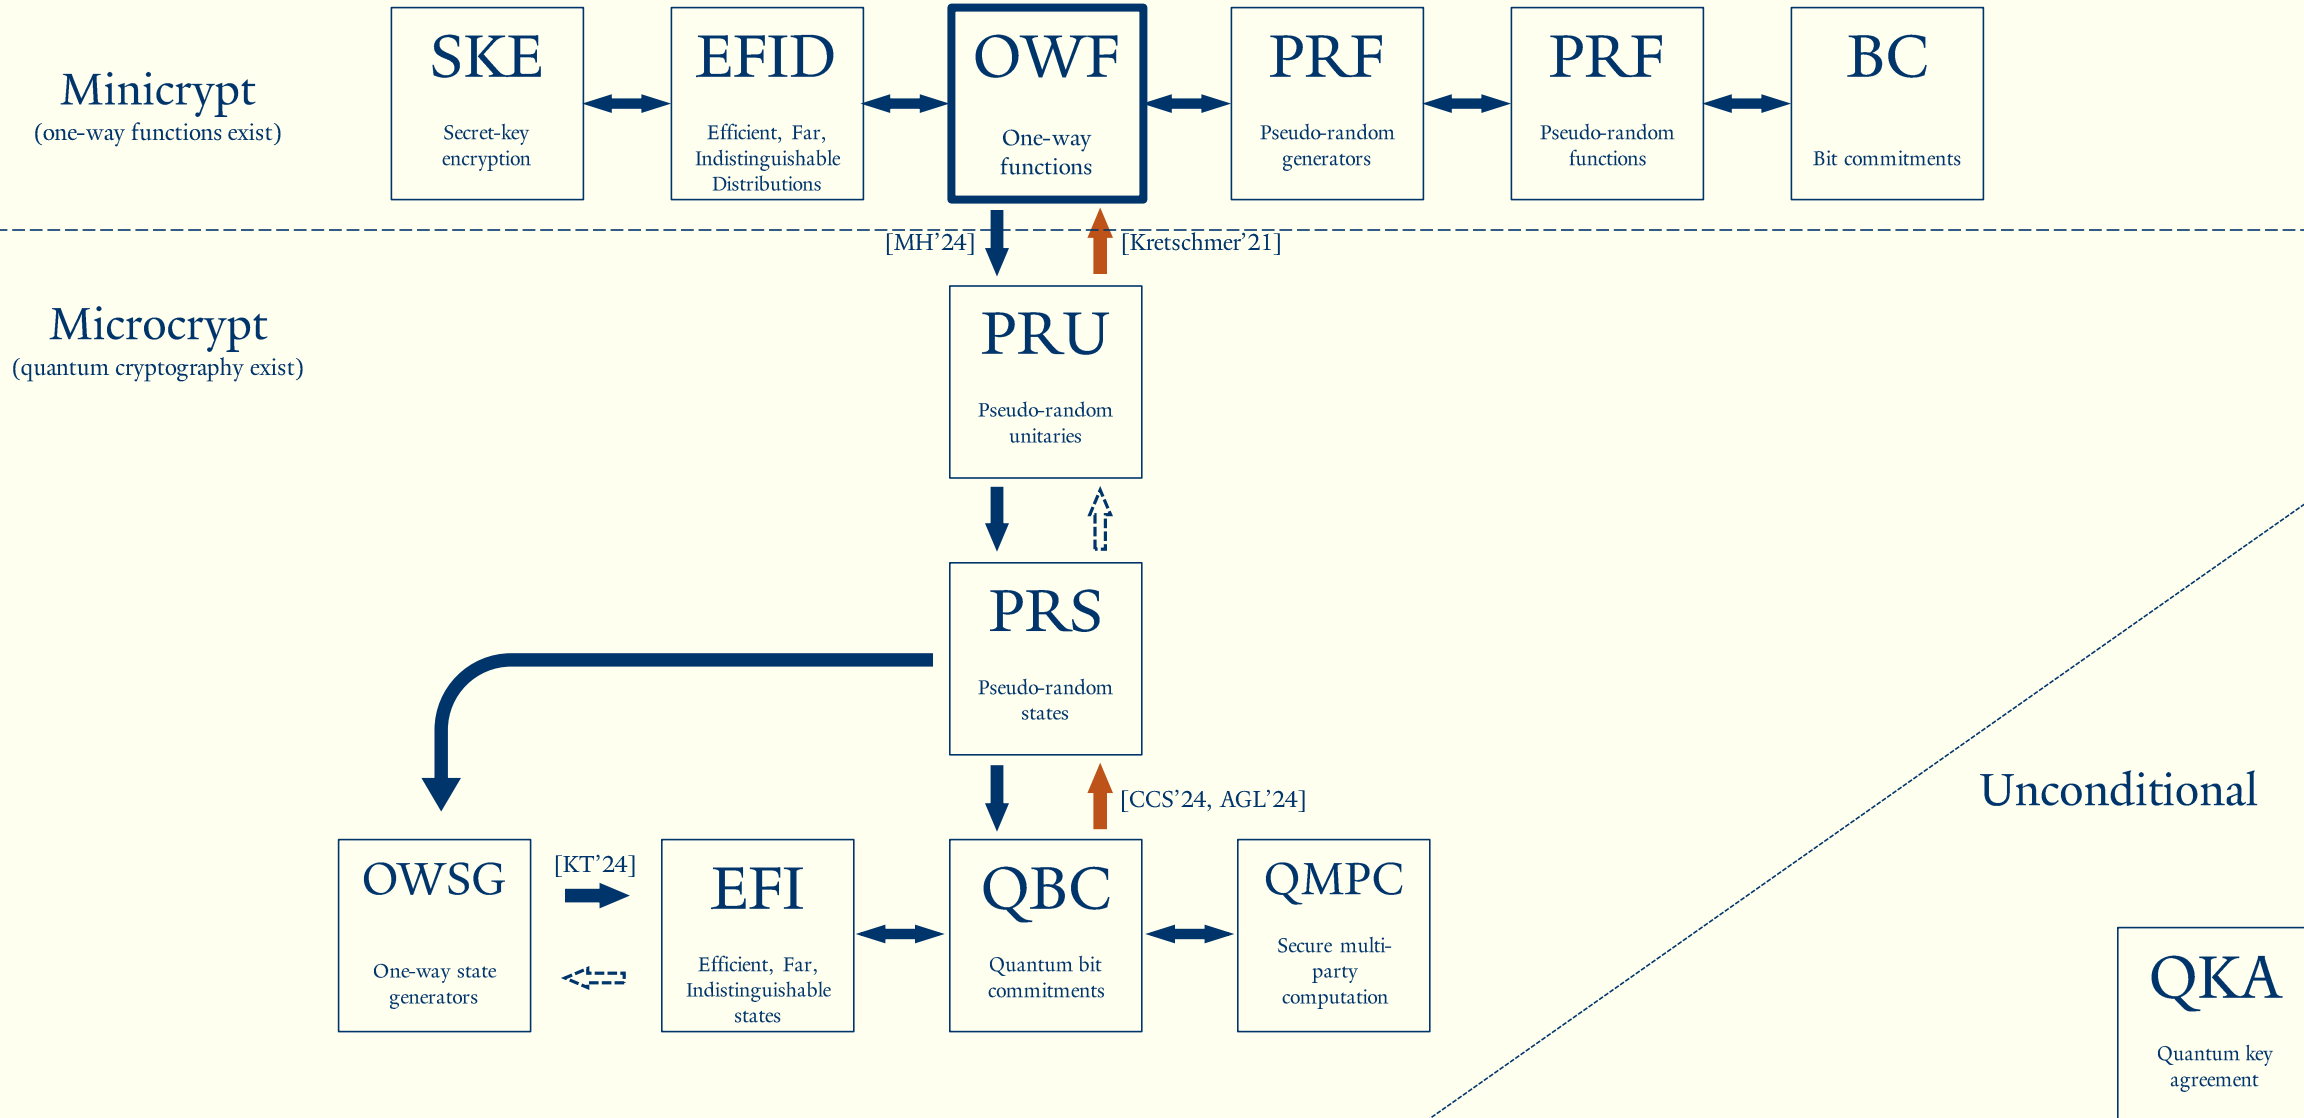 Minicrypt
(one-way functions exist)
SKE
Secret-key
encryption
EFID
Efficient, Far,
Indistinguishable
Distributions
OWF
One-way
functions
PRF
Pseudo-random
generators
PRF
Pseudo-random
functions
BC
Bit commitments
[MH’24]
[Kretschmer’21]
Microcrypt
(quantum cryptography exist)
PRU
Pseudo-random
unitaries
PRS
Pseudo-random
states
[CCS’24, AGL’24]
Unconditional
OWSG
One-way state
generators
[KT’24]
EFI
Efficient, Far,
Indistinguishable
states
QBC
Quantum bit
commitments
QMPC
Secure multi-
party
computation
QKA
Quantum key
agreement